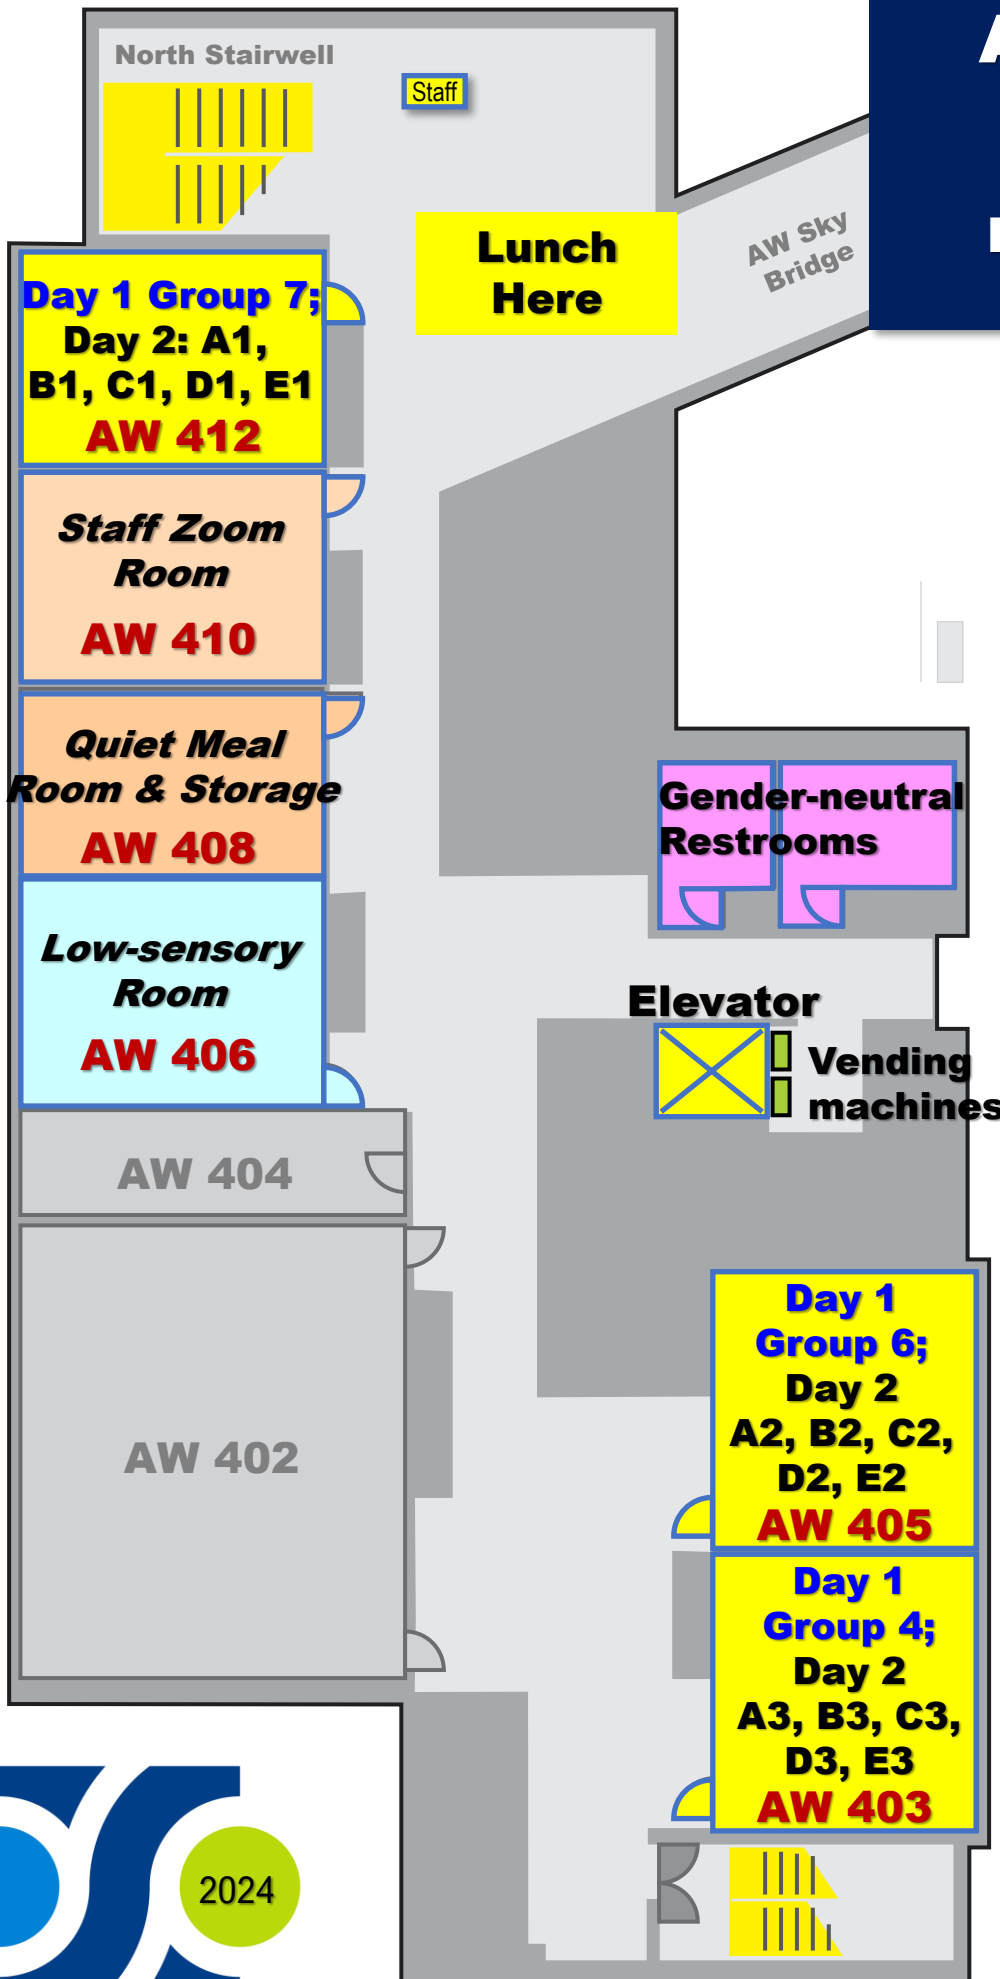 North Stairwell
Staff
A
Lunch
Here
AW Sky
Bridge
Day 1 Group 7;
Day 2: A1,
B1, C1, D1, E1
AW 412
Staff Zoom
Room
AW 410
Quiet Meal
Room & Storage
AW 408
Gender-neutral
Restrooms
Low-sensory
Room
AW 406
Elevator
Vending
machines
AW 404
AW 402
Day 1
Group 6;
Day 2
A2, B2, C2,
D2, E2
AW 405
Day 1
Group 4;
Day 2
A3, B3, C3,
D3, E3
AW 403
2024